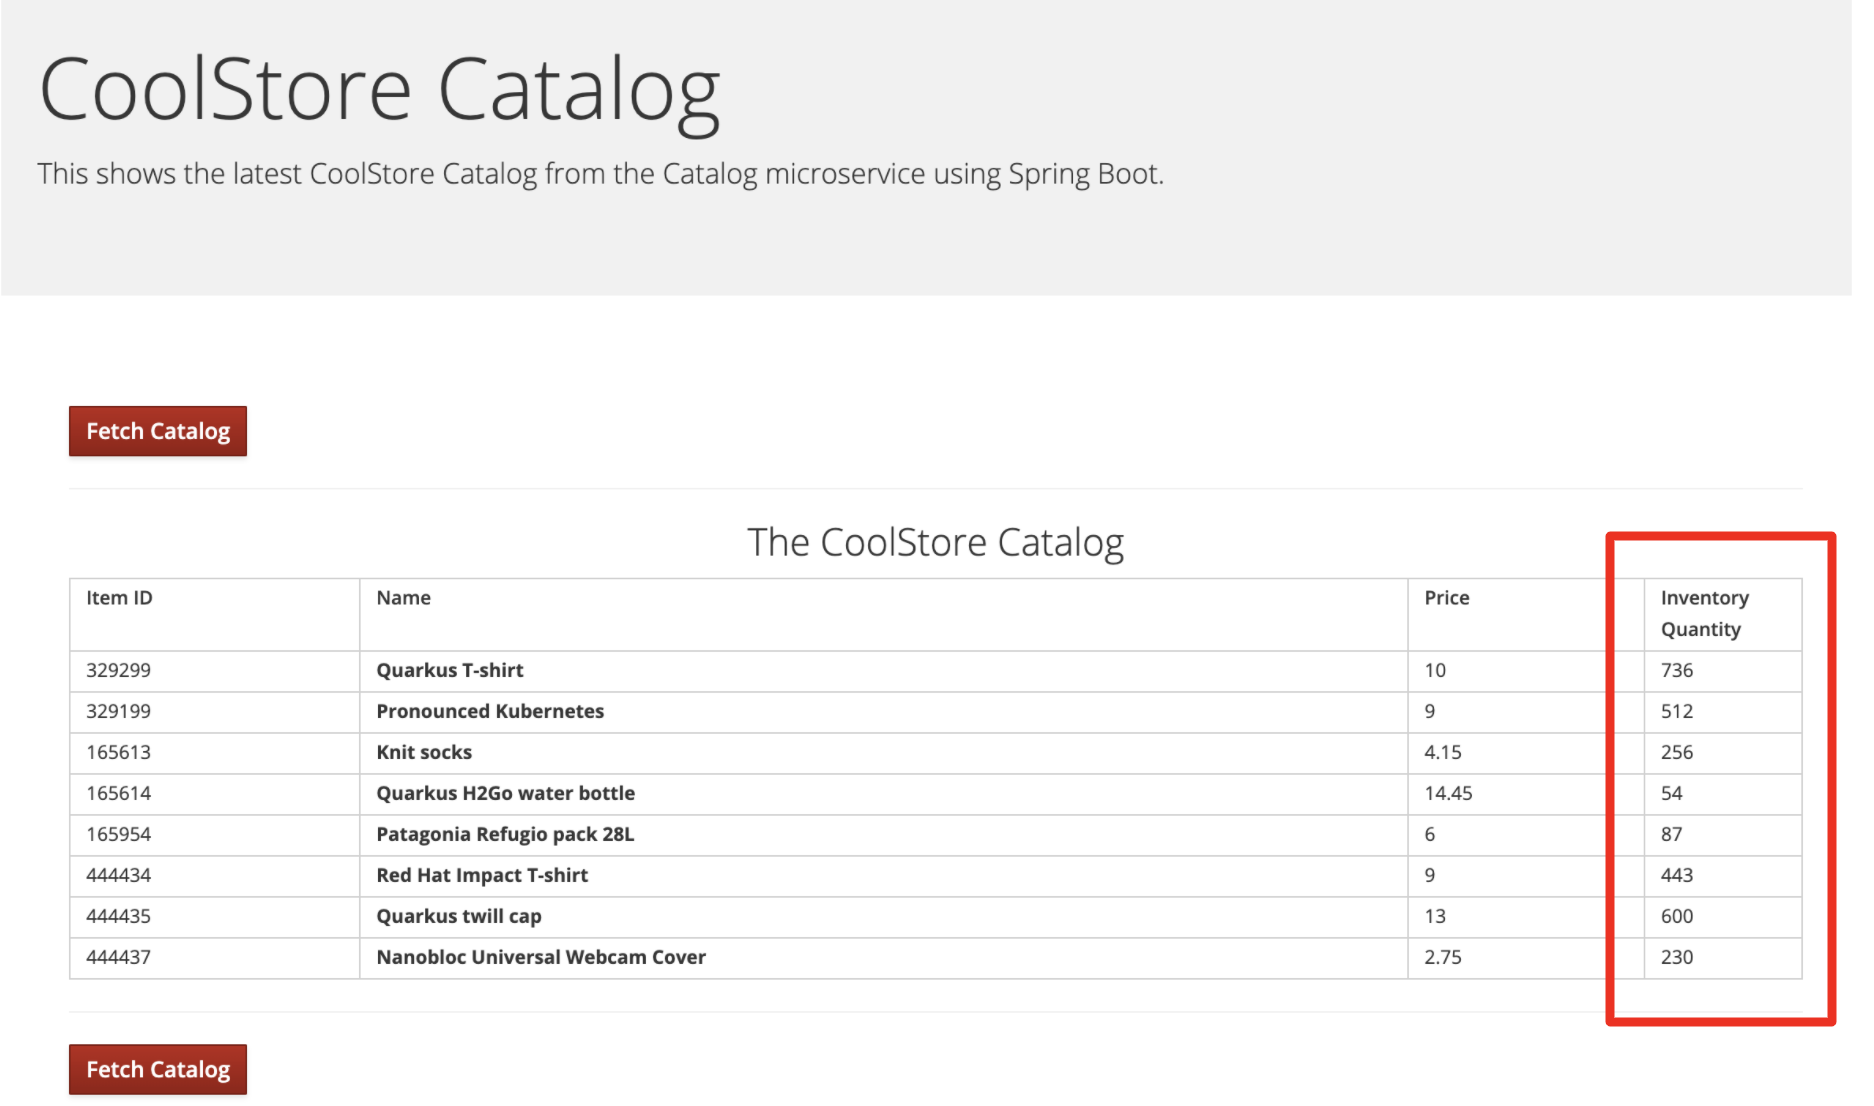 CoolStore Catalog
This shows the latest CoolStore Catalog from the Catalog microservice using Spring Boot.
Fetch Catalog
The CoolStore Catalog
Item ID Name Price Inventory Quantity
329299 Quarkus T-shirt 10 736
329199 Pronounced Kubernetes 9 512
165613 Knit socks 4.15 256
165614 Quarkus H2Go water bottle 14.45 54
165954 Patagonia Refugio pack 28L 6 87
444434 Red Hat Impact T-shirt 9 443
444435 Quarkus twill cap 13 600
444437 Nanobloc Universal Webcam Cover 2.75 230
Fetch Catalog